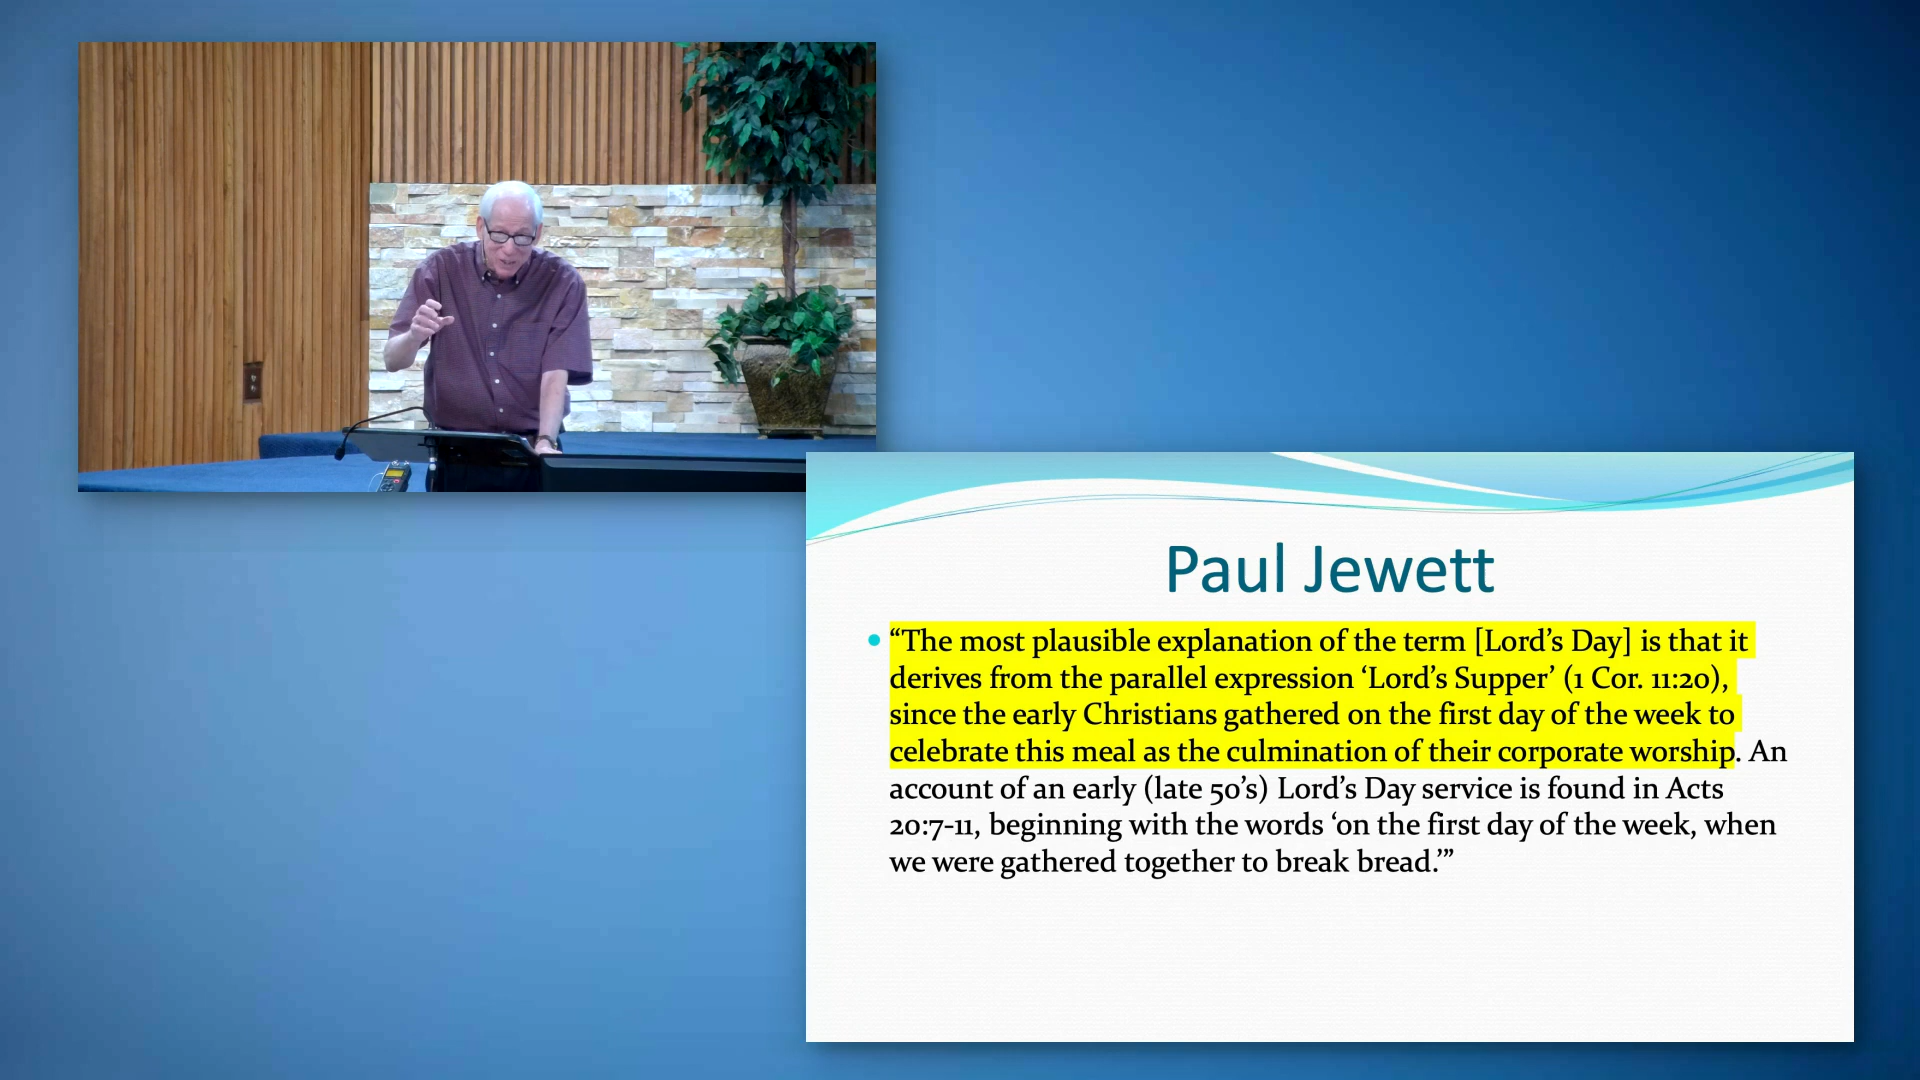 Paul Jewett
“The most plausible explanation of the term [Lord’s Day] is that it
derives from the parallel expression ‘Lord’s Supper’ (1 Cor. 11:20),
since the early Christians gathered on the first day of the week to
celebrate this meal as the culmination of their corporate worship. An
account of an early (late 50’s) Lord’s Day service is found in Acts
20:7-11, beginning with the words ‘on the first day of the week, when
we were gathered together to break bread.’”